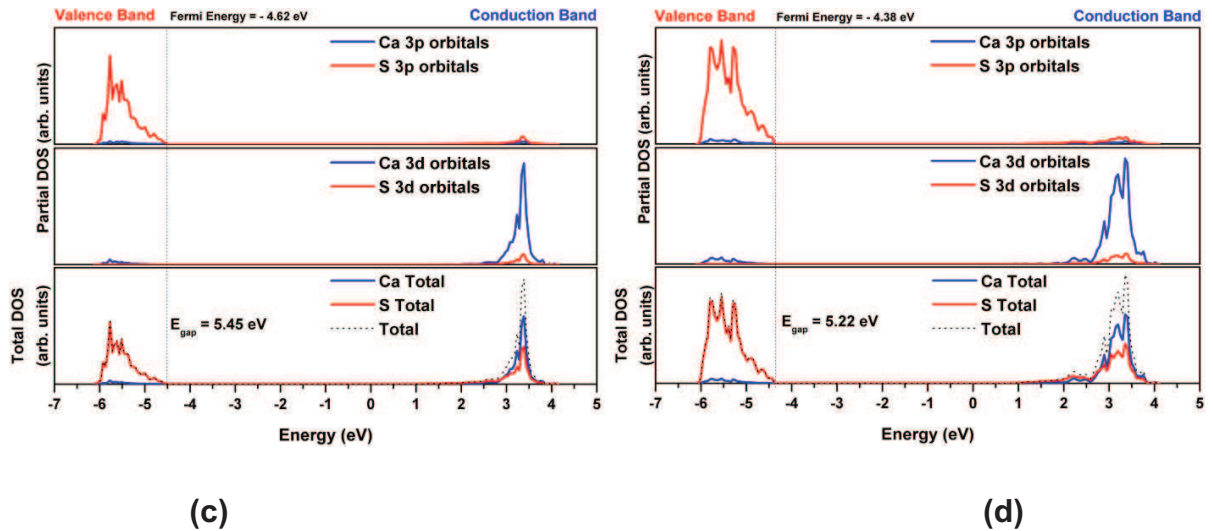 Valence Band Fermi Energy = - 4.62 eV Conduction Band
Ca 3p orbitals
S 3p orbitals
Partial DOS (arb. units)
Ca 3d orbitals
S 3d orbitals
Total DOS
(arb. units)
Ca Total
S Total
Total
E gap = 5.45 eV
-7 -6 -5 -4 -3 -2 -1 0 1 2 3 4 5
Energy (eV)
(c)
Valence Band Fermi Energy = - 4.38 eV Conduction Band
Ca 3p orbitals
S 3p orbitals
Partial DOS (arb. units)
Ca 3d orbitals
S 3d orbitals
Total DOS
(arb. units)
Ca Total
S Total
Total
E gap = 5.22 eV
-7 -6 -5 -4 -3 -2 -1 0 1 2 3 4 5
Energy (eV)
(d)